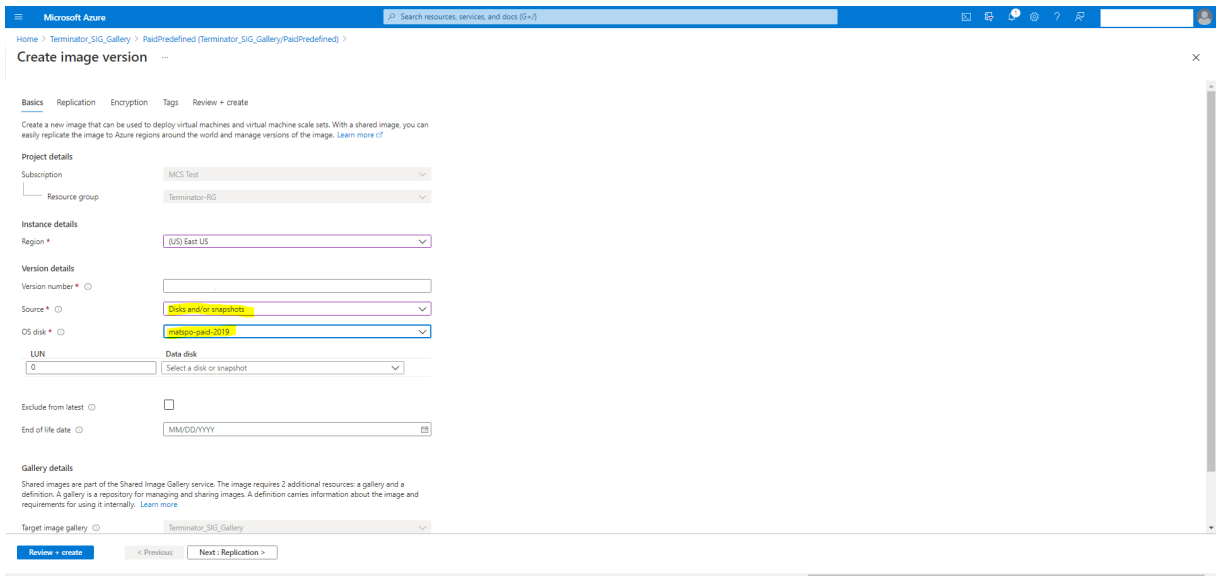 Microsoft Azure
Search resources, services, and docs (G+/)
Home > Terminator_SIG_Gallery > PaidPredefined (Terminator_SIG_Gallery/PaidPredefined) >
Create image version ...
Basics Replication Encryption Tags Review + create
Create a new image that can be used to deploy virtual machines and virtual machine scale sets. With a shared image, you can
easily replicate the image to Azure regions around the world and manage versions of the image. Learn more
Project details
Subscription MCS Test
Resource group Terminator-RG
Instance details
Region * (US) East US
Version details
Version number *
Source * Disks and/or snapshots
OS disk * matspo-paid-2019
LUN Data disk
0 Select a disk or snapshot
Exclude from latest
End of life date MM/DD/YYYY
Gallery details
Shared images are part of the Shared Image Gallery service. The image requires 2 additional resources: a gallery and a
definition. A gallery is a repository for managing and sharing images. A definition carries information about the image and
requirements for using it internally. Learn more
Target image gallery Terminator_SIG_Gallery
Review + create < Previous Next : Replication >